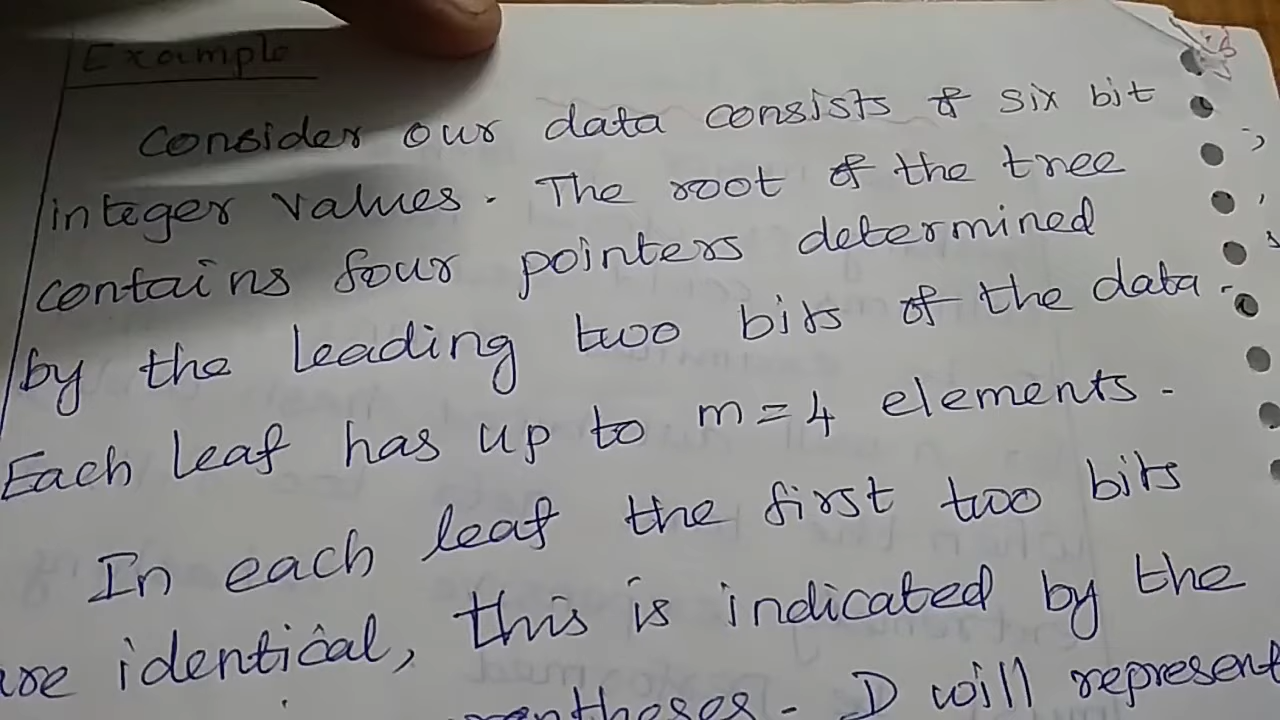 Example
Consider our data consists of six bit
integer values. The root of the tree
contains four pointers determined
by the leading two bits of the data.
Each leaf has up to m=4 elements.
In each leaf the first two bits
are identical, this is indicated by the
D will represent